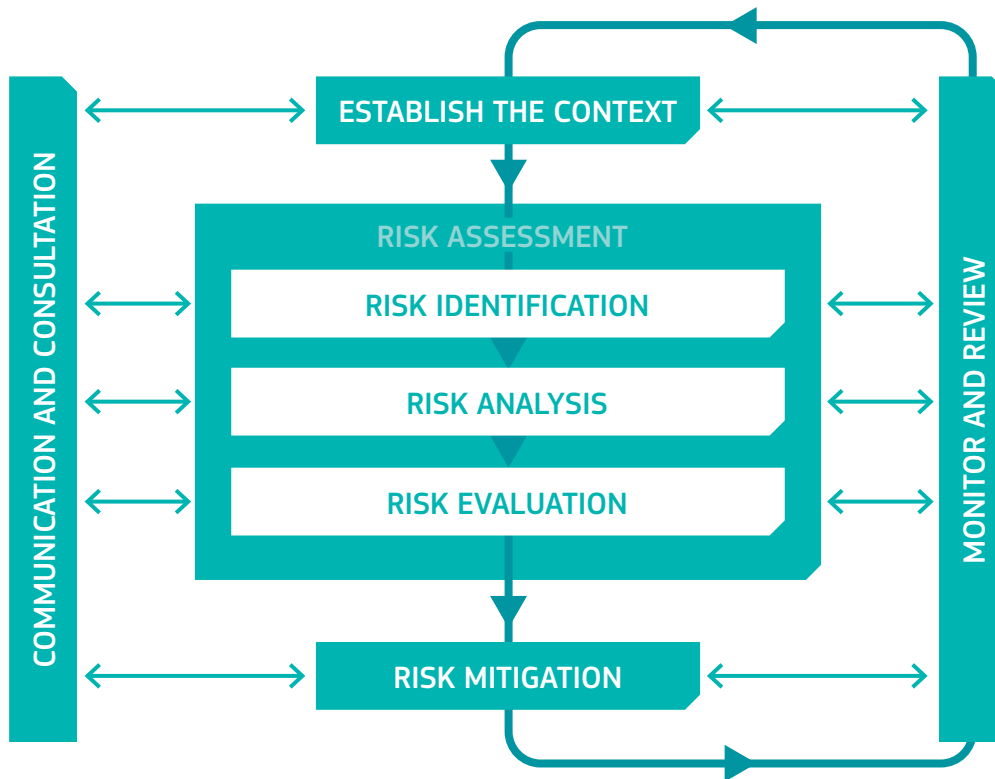 COMMUNICATION AND CONSULTATION
ESTABLISH THE CONTEXT
RISK ASSESSMENT
RISK IDENTIFICATION
RISK ANALYSIS
RISK EVALUATION
RISK MITIGATION
MONITOR AND REVIEW